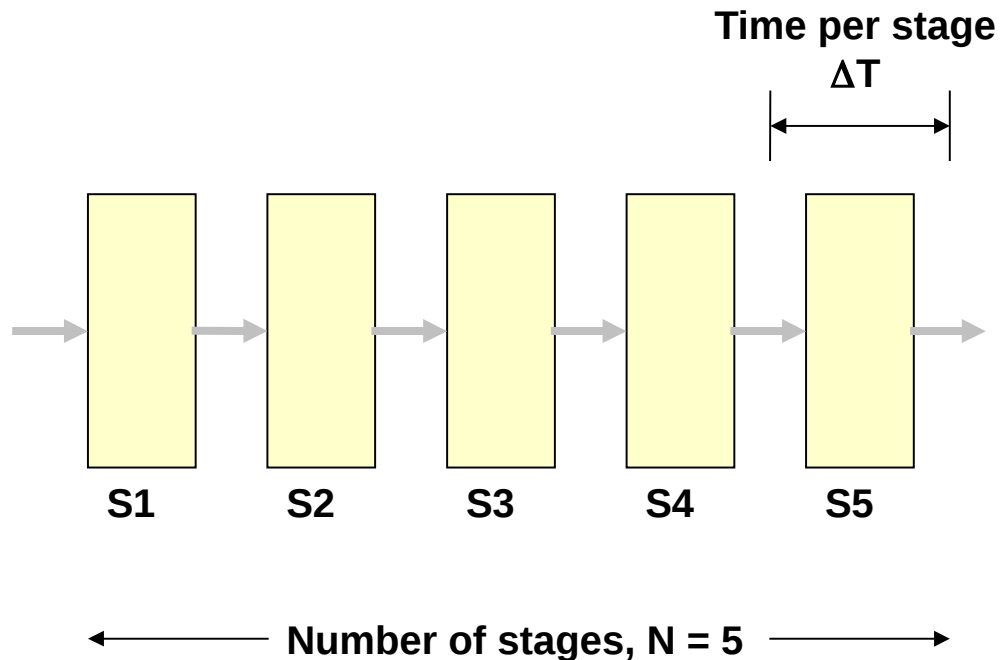 Time per stage
ΔT
S1 S2 S3 S4 S5
Number of stages, N = 5